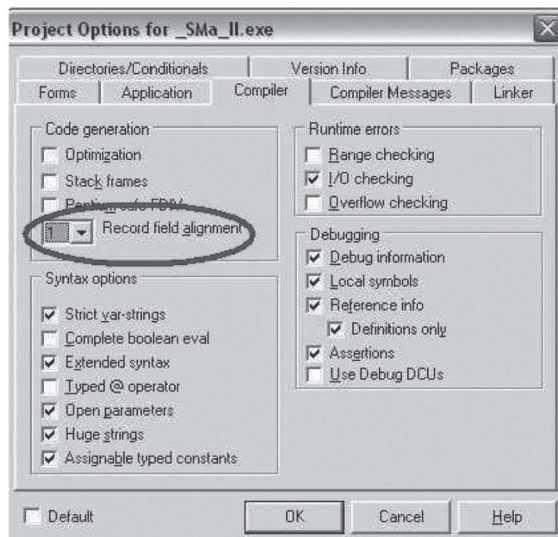 Project Options for _SMa_II.exe
Directories/Conditionals
Version Info
Packages
Forms
Application
Compiler
Compiler Messages
Linker
Code generation
Optimization
Stack frames
Pentium-safe FDIV
1
Record field alignment
Syntax options
Strict var-strings
Complete boolean eval
Extended syntax
Typed @ operator
Open parameters
Huge strings
Assignable typed constants
Runtime errors
Range checking
I/O checking
Overflow checking
Debugging
Debug information
Local symbols
Reference info
Definitions only
Assertions
Use Debug DCUs
Default
OK
Cancel
Help